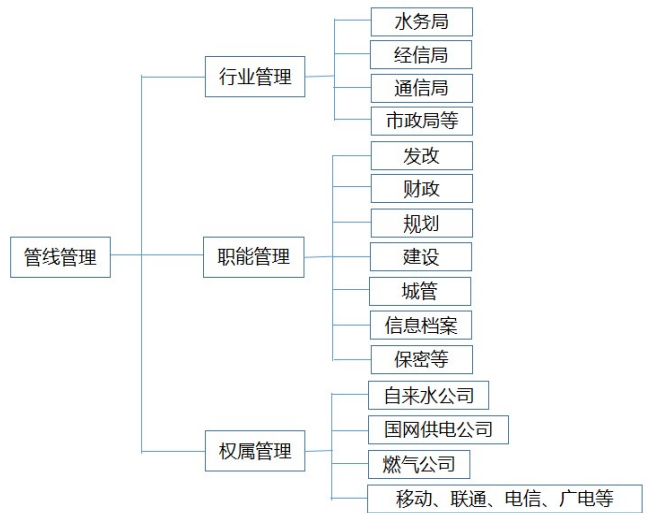 管线管理
行业管理
水务局
经信局
通信局
市政局等
职能管理
发改
财政
规划
建设
城管
信息档案
保密等
权属管理
自来水公司
国网供电公司
燃气公司
移动、联通、电信、广电等